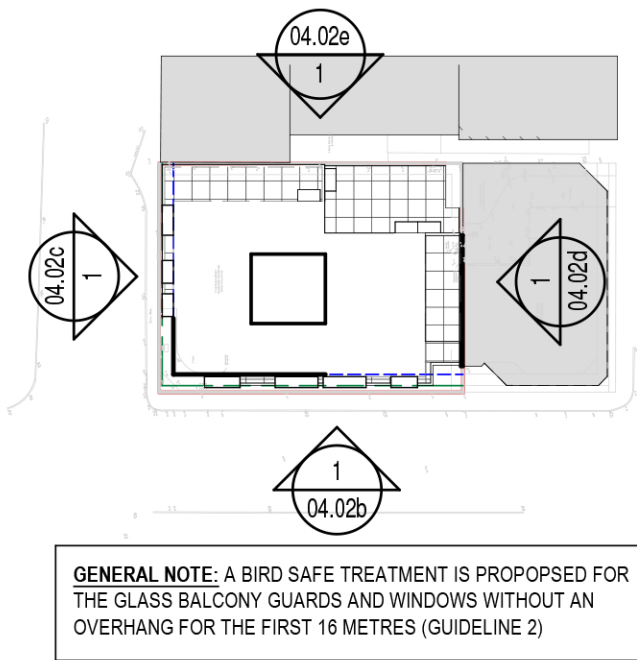 04.02e
1
04.02c
1
1
04.02d
1
04.02b
GENERAL NOTE: A BIRD SAFE TREATMENT IS PROPOPSED FOR
THE GLASS BALCONY GUARDS AND WINDOWS WITHOUT AN
OVERHANG FOR THE FIRST 16 METRES (GUIDELINE 2)